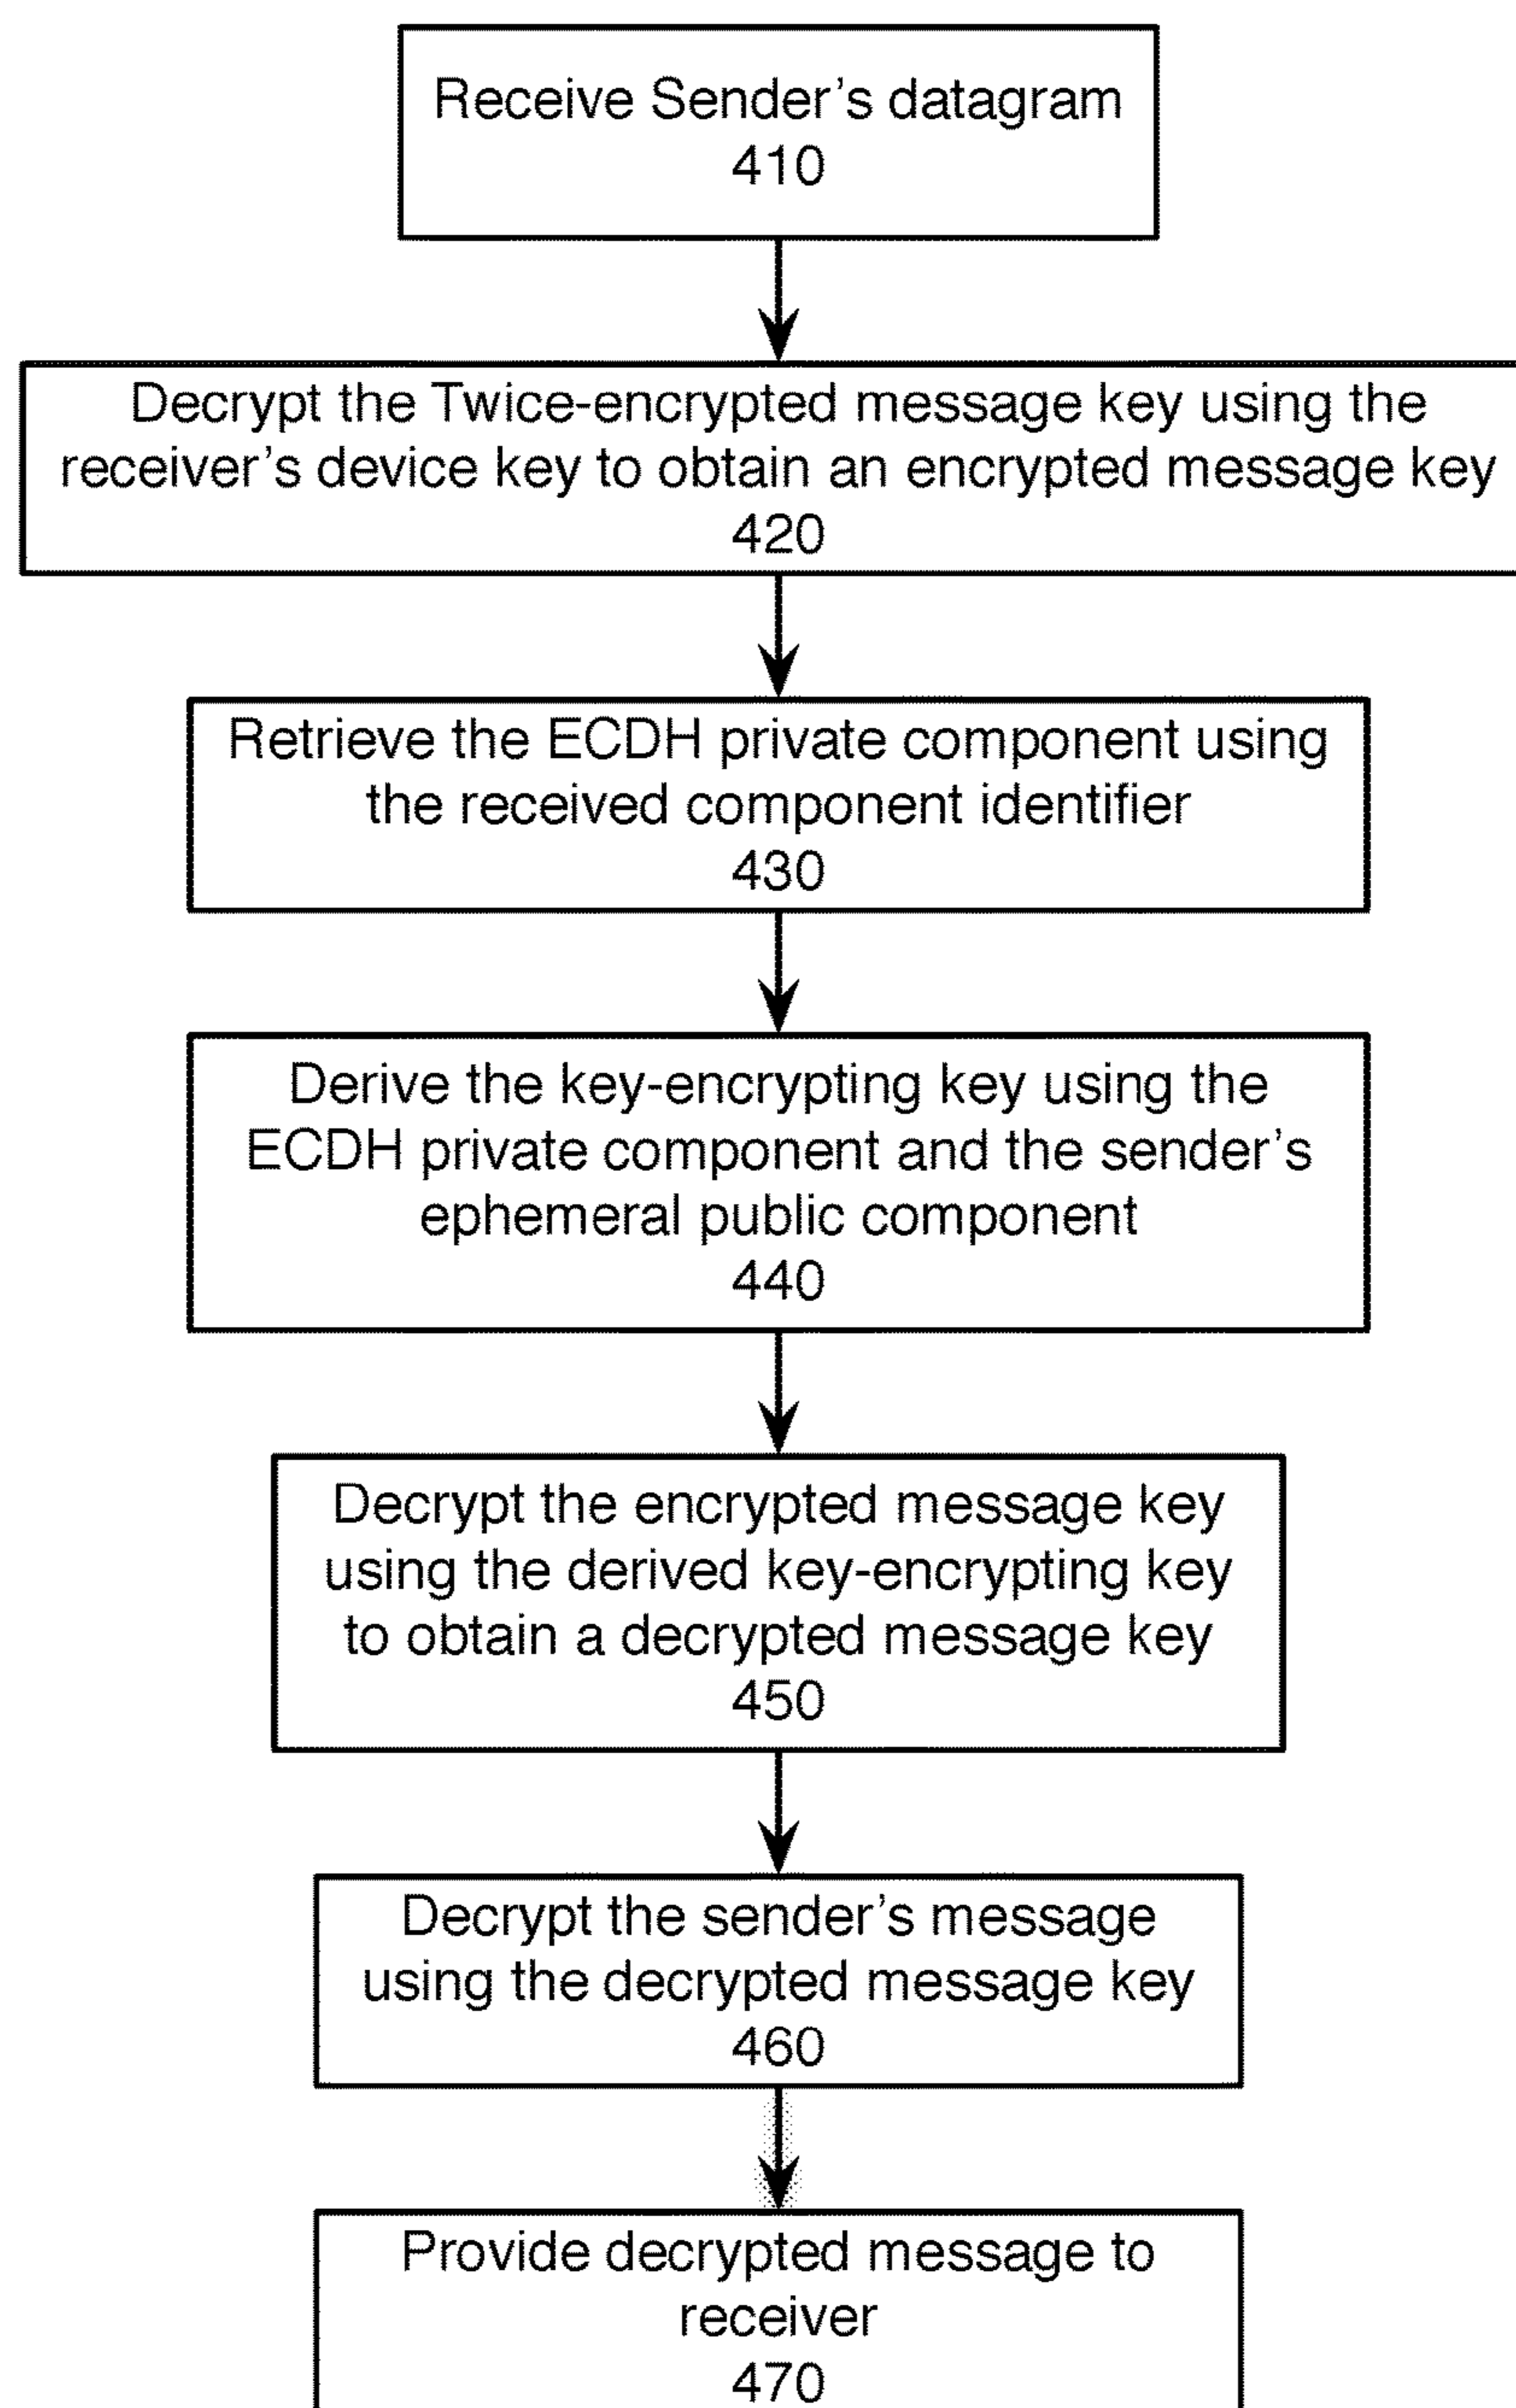 Receive Sender’s datagram
410
Decrypt the Twice-encrypted message key using the
receiver’s device key to obtain an encrypted message key
420
Retrieve the ECDH private component using
the received component identifier
430
Derive the key-encrypting key using the
ECDH private component and the sender’s
ephemeral public component
440
Decrypt the encrypted message key
using the derived key-encrypting key
to obtain a decrypted message key
450
Decrypt the sender’s message
using the decrypted message key
460
Provide decrypted message to
receiver
470